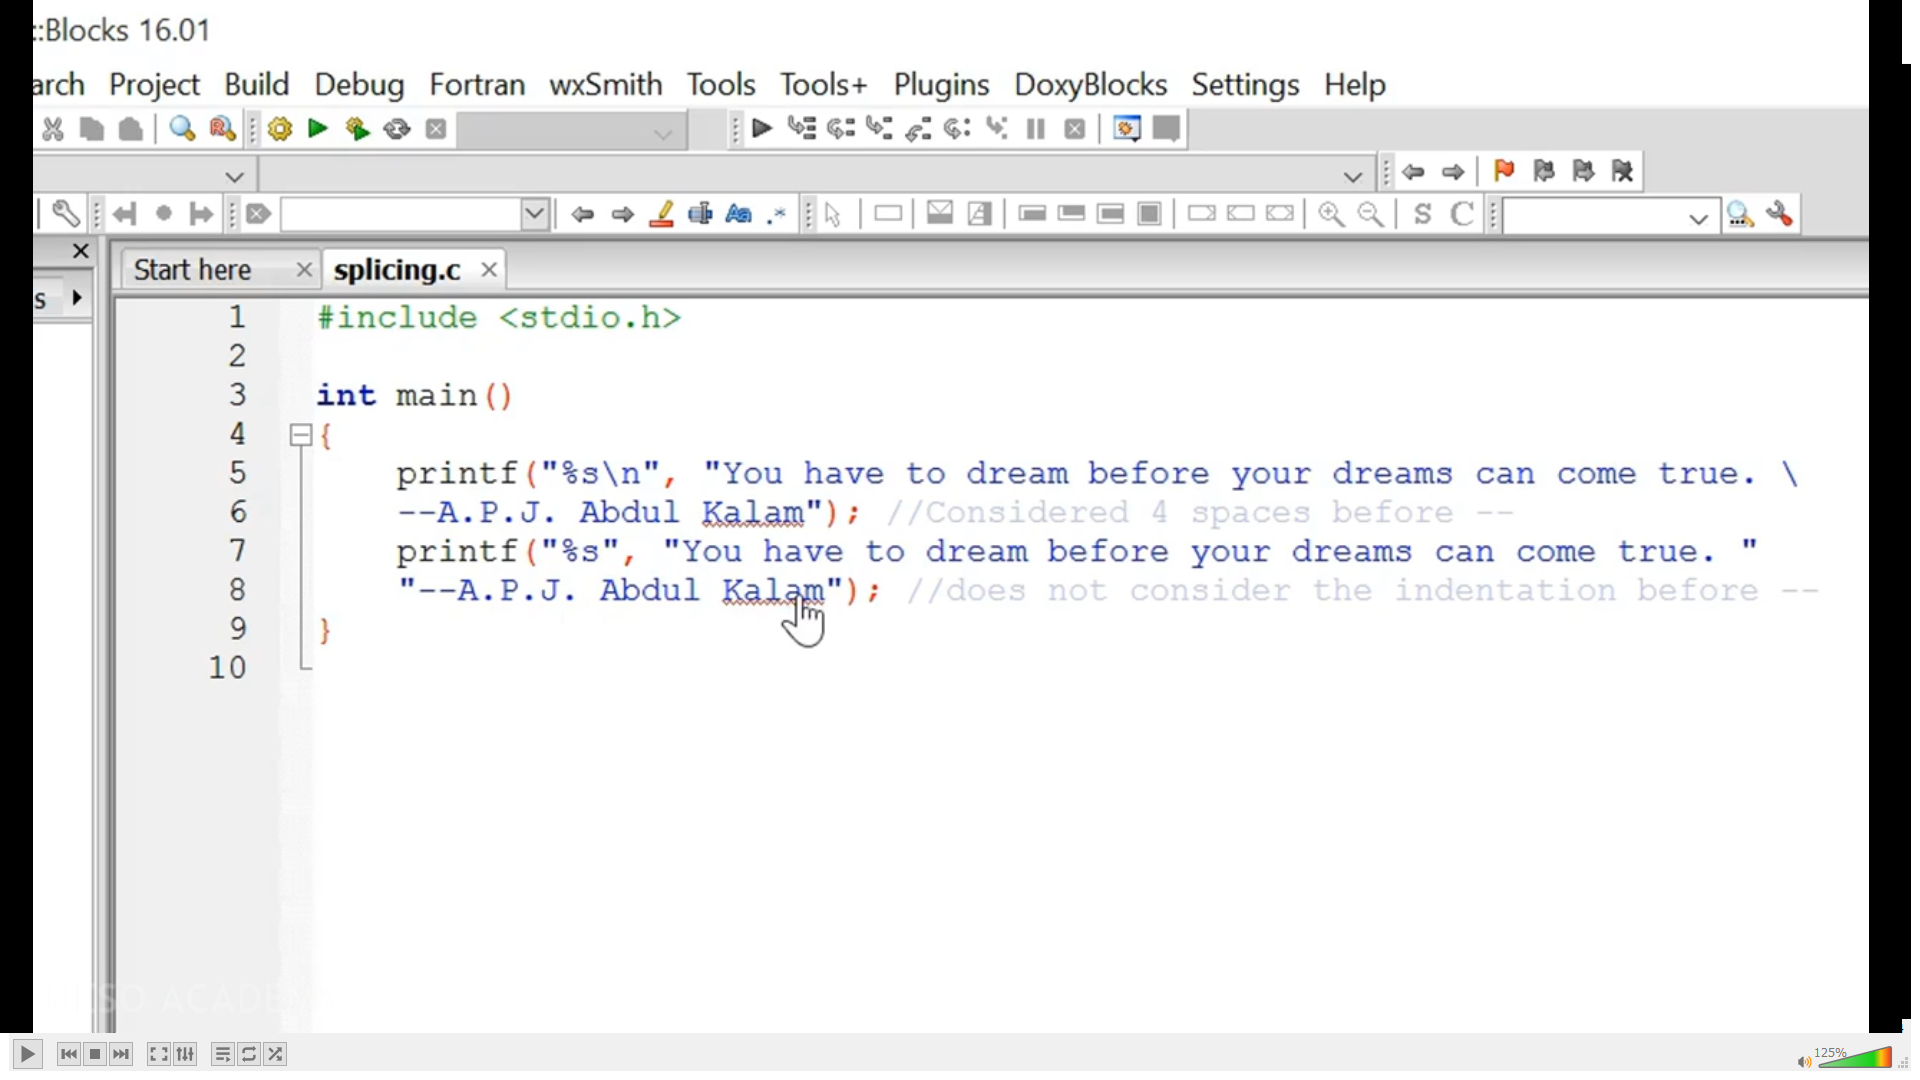 ::Blocks 16.01
arch Project Build Debug Fortran wxSmith Tools Tools+ Plugins DoxyBlocks Settings Help
S C
s
Start here splicing.c
1 #include <stdio.h>
2
3 int main()
4 {
5 printf("%s\n", "You have to dream before your dreams can come true. \
6 --A.P.J. Abdul Kalam"); //Considered 4 spaces before --
7 printf("%s", "You have to dream before your dreams can come true. "
8 "--A.P.J. Abdul Kalam"); //does not consider the indentation before --
9 }
10
125%